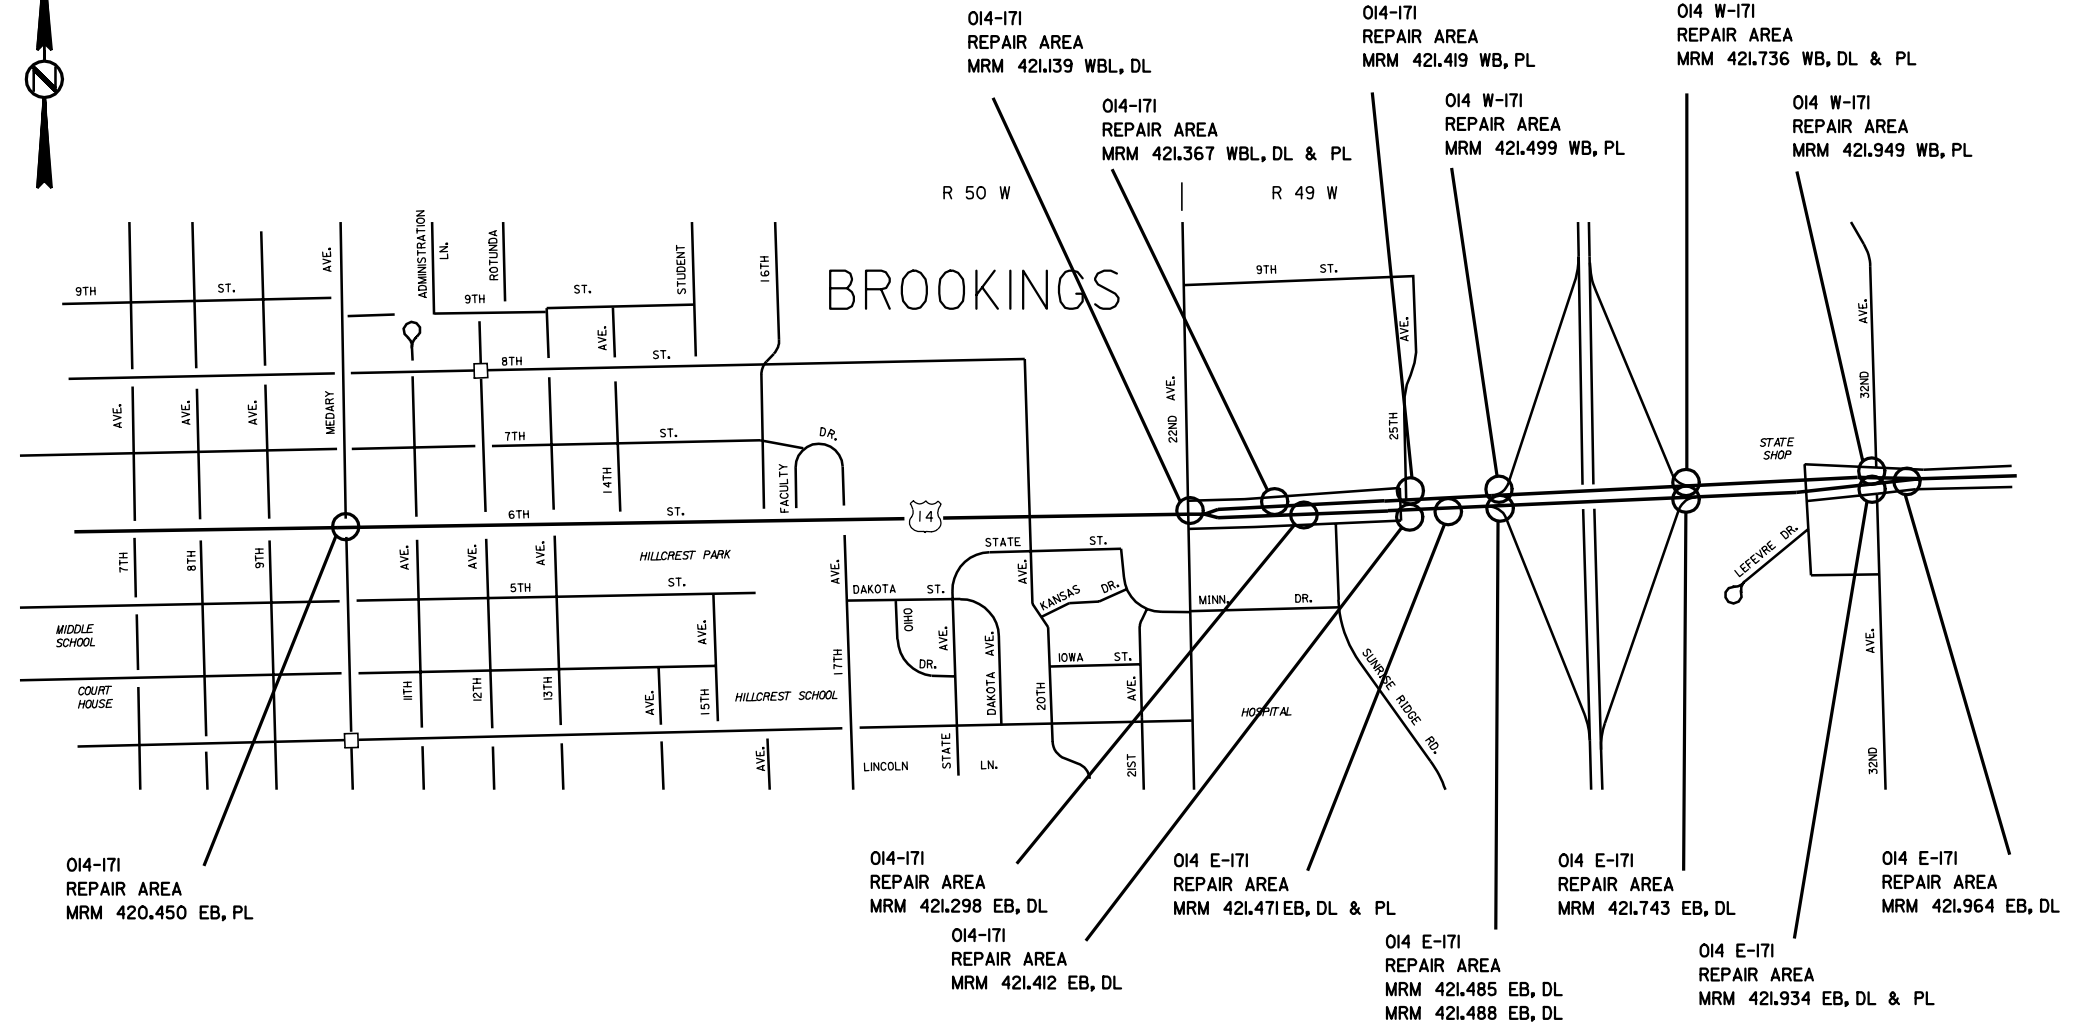 N
014-171
REPAIR AREA
MRM 421.139 WBL, DL
014-171
REPAIR AREA
MRM 421.367 WBL, DL & PL
014-171
REPAIR AREA
MRM 421.419 WB, PL
014 W-171
REPAIR AREA
MRM 421.499 WB, PL
014 W-171
REPAIR AREA
MRM 421.736 WB, DL & PL
014 W-171
REPAIR AREA
MRM 421.949 WB, PL
R 50 W
R 49 W
BROOKINGS
9TH ST.
AVE.
ADMINISTRATION
LN.
ROTUNDA
9TH ST.
STUDENT
16TH
9TH ST.
AVE.
AVE.
AVE.
8TH ST.
AVE.
AVE.
AVE.
MEDARY
22ND AVE.
25TH
32ND
7TH ST.
DR.
14TH
FACULTY
STATE
SHOP
6TH ST.
14
7TH
8TH
9TH
AVE.
AVE.
AVE.
HILLCREST PARK
AVE.
STATE ST.
AVE.
LEFEVRE DR.
5TH ST.
DAKOTA ST.
KANSAS DR.
MINN. DR.
MIDDLE
SCHOOL
AVE.
OHIO
AVE.
AVE.
AVE.
DR.
IOWA ST.
17TH
COURT
HOUSE
11TH
12TH
13TH
AVE.
15TH
HILLCREST SCHOOL
DAKOTA
20TH
AVE.
HOSPITAL
SUNRISE RIDGE RD.
AVE.
LINCOLN LN.
STATE
21ST
32ND
014-171
REPAIR AREA
MRM 420.450 EB, PL
014-171
REPAIR AREA
MRM 421.298 EB, DL
014-171
REPAIR AREA
MRM 421.412 EB, DL
014 E-171
REPAIR AREA
MRM 421.471 EB, DL & PL
014 E-171
REPAIR AREA
MRM 421.485 EB, DL
MRM 421.488 EB, DL
014 E-171
REPAIR AREA
MRM 421.743 EB, DL
014 E-171
REPAIR AREA
MRM 421.934 EB, DL & PL
014 E-171
REPAIR AREA
MRM 421.964 EB, DL